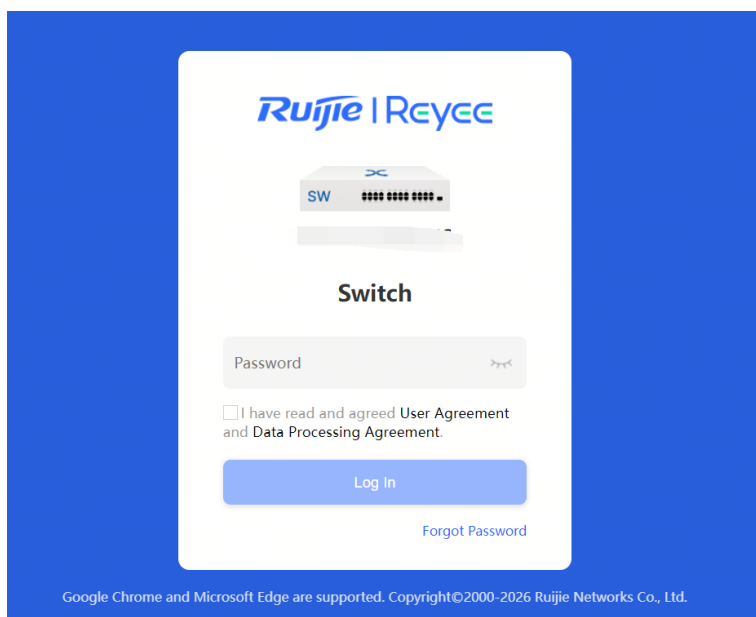 Ruijie | Reyee
SW
Switch
Password
I have read and agreed User Agreement
and Data Processing Agreement.
Log In
Forgot Password
Google Chrome and Microsoft Edge are supported. Copyright©2000-2026 Ruijie Networks Co., Ltd.